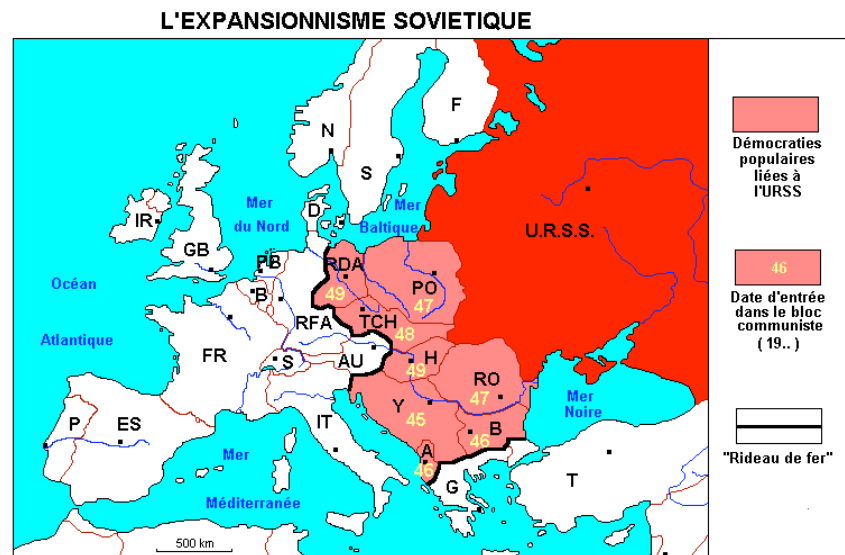 L'EXPANSIONNISME SOVIETIQUE
F
N
S
Mer
du Nord
D
Mer
Baltique
IR
GB
PB
B
RDA
49
PO
47
U.R.S.S.
Océan
Atlantique
RFA
TCH
48
FR
S
AU
H
49
RO
47
Mer
Noire
P
ES
IT
Y
45
B
46
A
46
G
T
Mer
Méditerranée
500 km
Démocraties
populaires
liées à
l'URSS
46
Date d'entrée
dans le bloc
communiste
( 19.. )
"Rideau de fer"